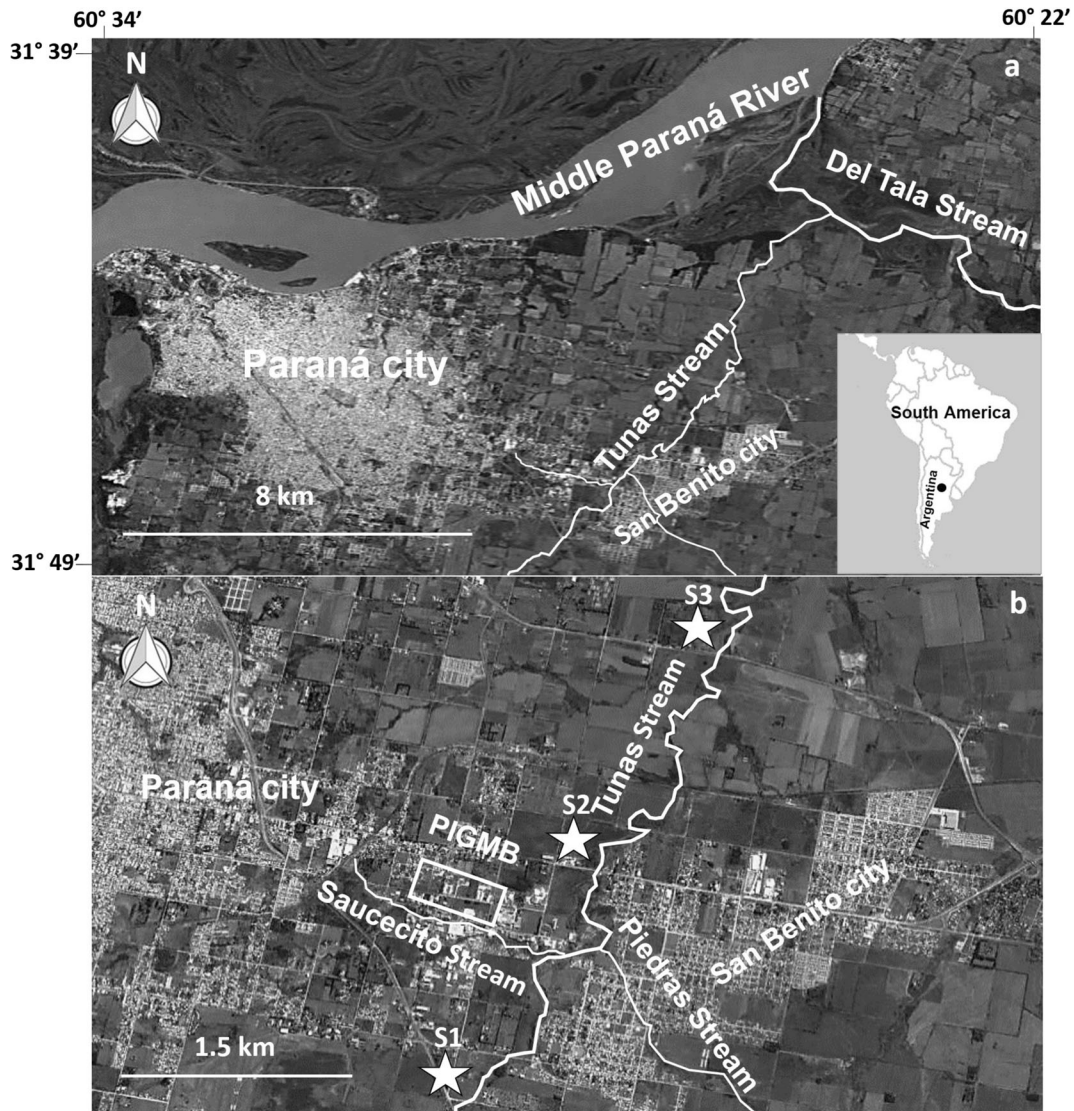 60° 34’
60° 22’
31° 39’
N
a
Middle Paraná River
Del Tala Stream
Paraná city
Tunas Stream
San Benito city
South America
Argentina
8 km
31° 49’
N
b
S3
Tunas Stream
Paraná city
S2
PIGMB
San Benito city
Saucecito Stream
Piedras Stream
S1
1.5 km